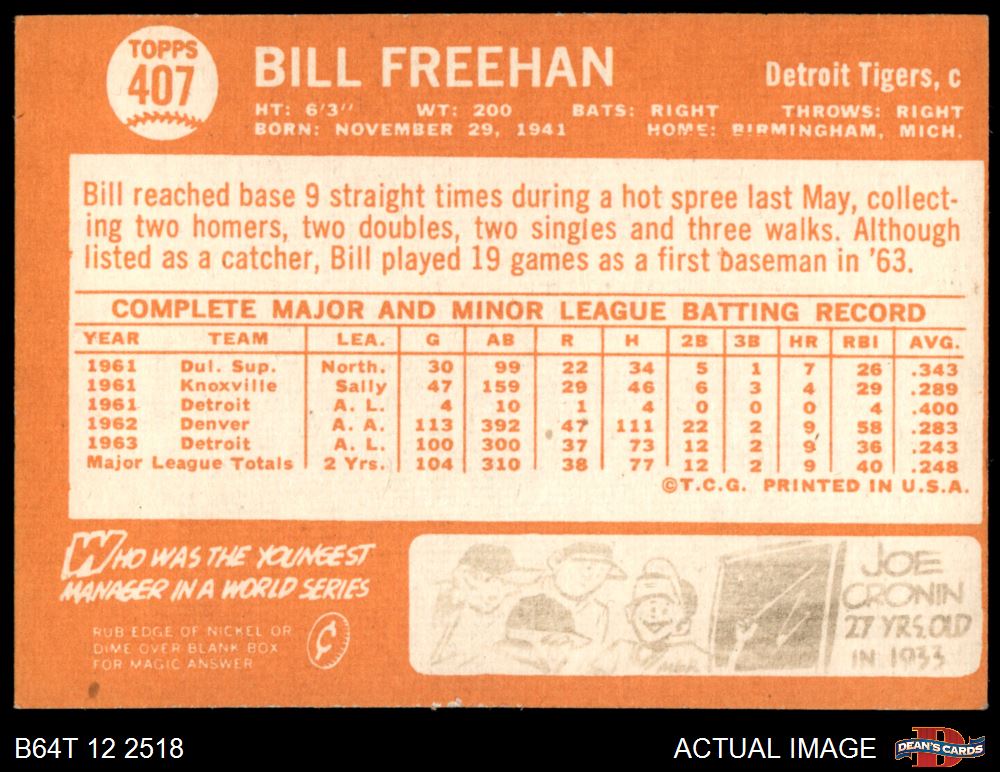 TOPPS
407
BILL FREEHAN
Detroit Tigers, c
HT: 6'3" WT: 200 BATS: RIGHT THROWS: RIGHT
BORN: NOVEMBER 29, 1941 HOME: BIRMINGHAM, MICH.
Bill reached base 9 straight times during a hot spree last May, collect-
ing two homers, two doubles, two singles and three walks. Although
listed as a catcher, Bill played 19 games as a first baseman in '63.
COMPLETE MAJOR AND MINOR LEAGUE BATTING RECORD
YEAR TEAM LEA. G AB R H 2B 3B HR RBI AVG.
1961 Dul. Sup. North. 30 99 22 34 5 1 7 26 .343
1961 Knoxville Sally 47 159 29 46 6 3 4 29 .289
1961 Detroit A. L. 4 10 1 4 0 0 0 4 .400
1962 Denver A. A. 113 392 47 111 22 2 9 58 .283
1963 Detroit A. L. 100 300 37 73 12 2 9 36 .243
Major League Totals 2 Yrs. 104 310 38 77 12 2 9 40 .248
©T.C.G. PRINTED IN U.S.A.
WHO WAS THE YOUNGEST
MANAGER IN A WORLD SERIES
RUB EDGE OF NICKEL OR
DIME OVER BLANK BOX
FOR MAGIC ANSWER
JOE
CRONIN
27 YRS. OLD
IN 1933
B64T 12 2518
ACTUAL IMAGE
D
DEAN'S CARDS